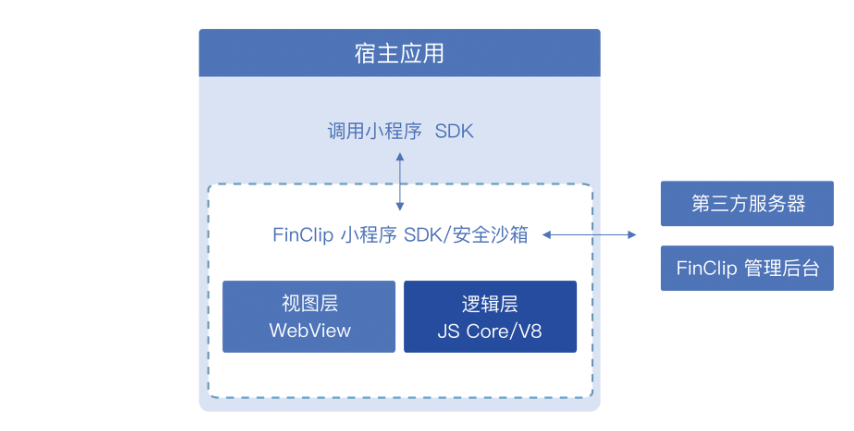 宿主应用
调用小程序 SDK
FinClip 小程序 SDK/安全沙箱
视图层
WebView
逻辑层
JS Core/V8
第三方服务器
FinClip 管理后台